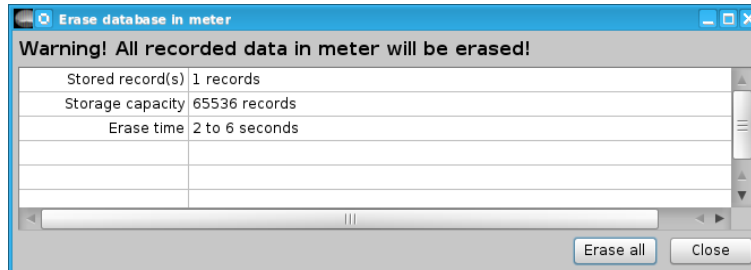 Erase database in meter
Warning! All recorded data in meter will be erased!
Stored record(s) 1 records
Storage capacity 65536 records
Erase time 2 to 6 seconds
Erase all Close